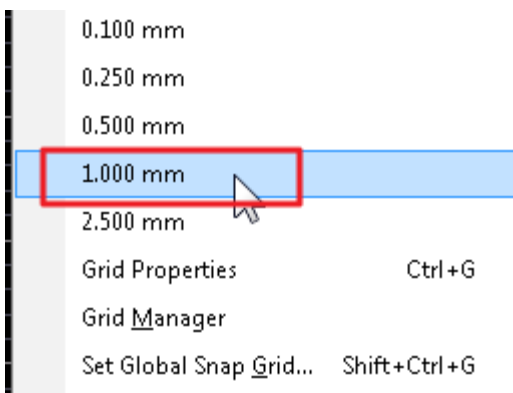 0.100 mm
0.250 mm
0.500 mm
1.000 mm
2.500 mm
Grid Properties Ctrl+G
Grid Manager
Set Global Snap Grid... Shift+Ctrl+G